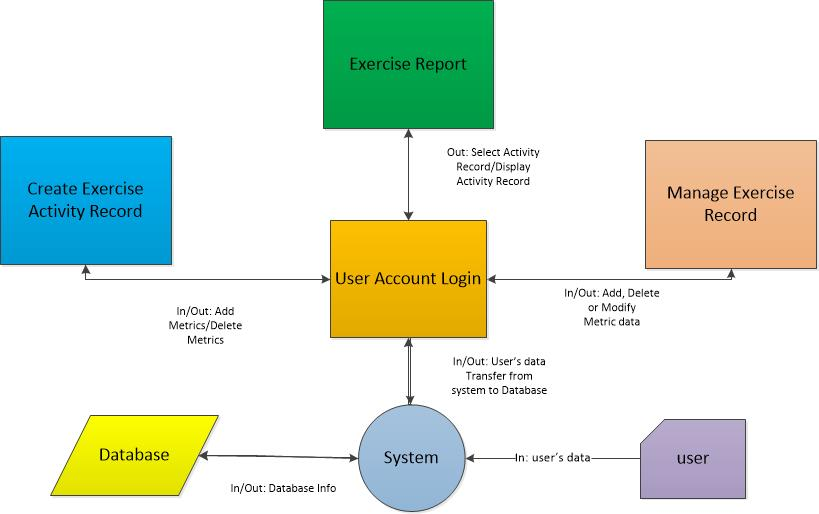 Exercise Report
Out: Select Activity
Record/Display
Activity Record
Create Exercise
Activity Record
Manage Exercise
Record
User Account Login
In/Out: Add
Metrics/Delete
Metrics
In/Out: Add, Delete
or Modify
Metric data
In/Out: User's data
Transfer from
system to Database
Database
System
In: user's data
user
In/Out: Database Info